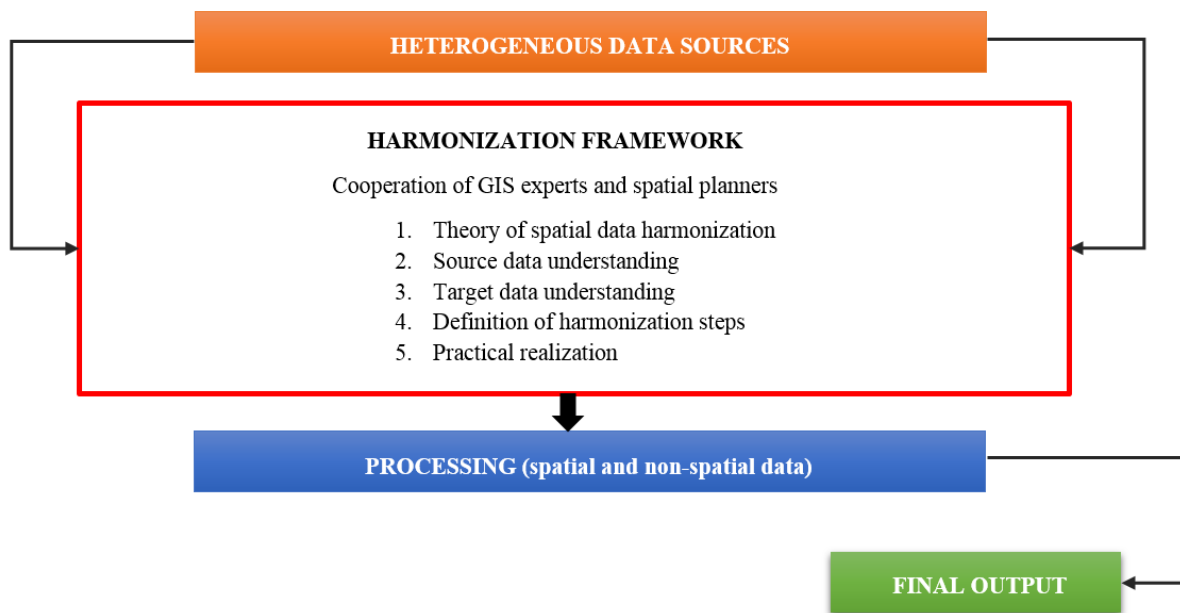 HETEROGENEOUS DATA SOURCES
HARMONIZATION FRAMEWORK
Cooperation of GIS experts and spatial planners
1. Theory of spatial data harmonization
2. Source data understanding
3. Target data understanding
4. Definition of harmonization steps
5. Practical realization
PROCESSING (spatial and non-spatial data)
FINAL OUTPUT